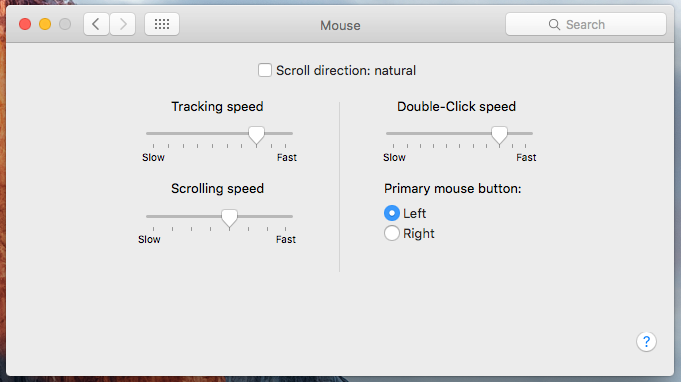 Mouse
Search
Scroll direction: natural
Tracking speed
Slow Fast
Scrolling speed
Slow Fast
Double-Click speed
Slow Fast
Primary mouse button:
Left
Right
?